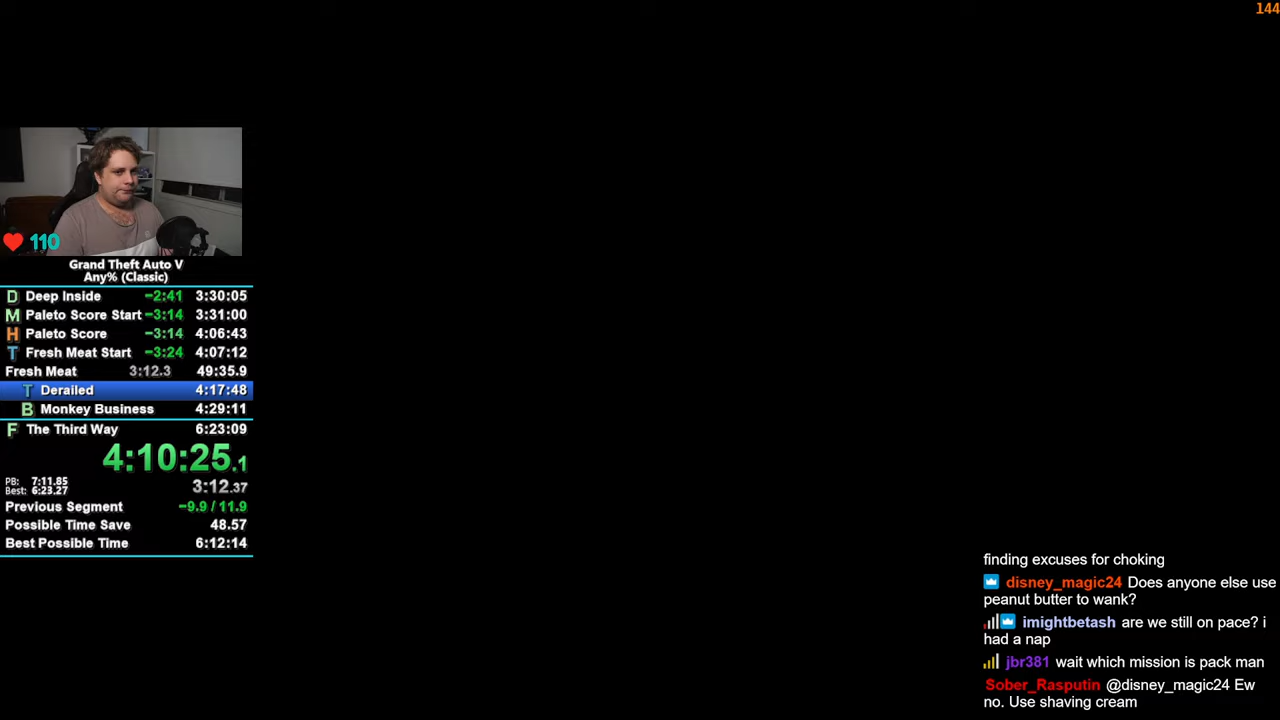 144
110
Grand Theft Auto V
Any% (Classic)
D Deep Inside −2:41 3:30:05
M Paleto Score Start −3:14 3:31:00
H Paleto Score −3:14 4:06:43
T Fresh Meat Start −3:24 4:07:12
Fresh Meat 3:12.3 49:35.9
T Derailed 4:17:48
B Monkey Business 4:29:11
F The Third Way 6:23:09
4:10:25.1
PB: 7:11.85
Best: 6:23.27
3:12.37
Previous Segment −9.9 / 11.9
Possible Time Save 48.57
Best Possible Time 6:12:14
finding excuses for choking
disney_magic24 Does anyone else use
peanut butter to wank?
imightbetash are we still on pace? i
had a nap
jbr381 wait which mission is pack man
Sober_Rasputin @disney_magic24 Ew
no. Use shaving cream